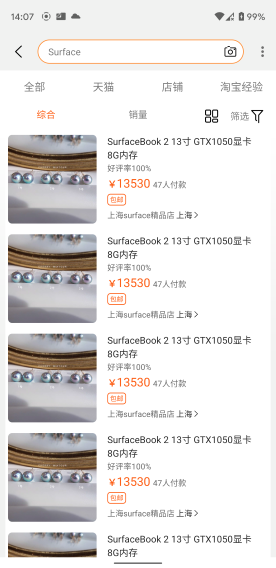 14:07
99%
Surface
全部 天猫 店铺 淘宝经验
综合 销量 筛选
SurfaceBook 2 13寸 GTX1050显卡
8G内存
好评率100%
￥13530 47人付款
包邮
上海surface精品店 上海
SurfaceBook 2 13寸 GTX1050显卡
8G内存
好评率100%
￥13530 47人付款
包邮
上海surface精品店 上海
SurfaceBook 2 13寸 GTX1050显卡
8G内存
好评率100%
￥13530 47人付款
包邮
上海surface精品店 上海
SurfaceBook 2 13寸 GTX1050显卡
8G内存
好评率100%
￥13530 47人付款
包邮
上海surface精品店 上海
SurfaceBook 2 13寸 GTX1050显卡
8G内存